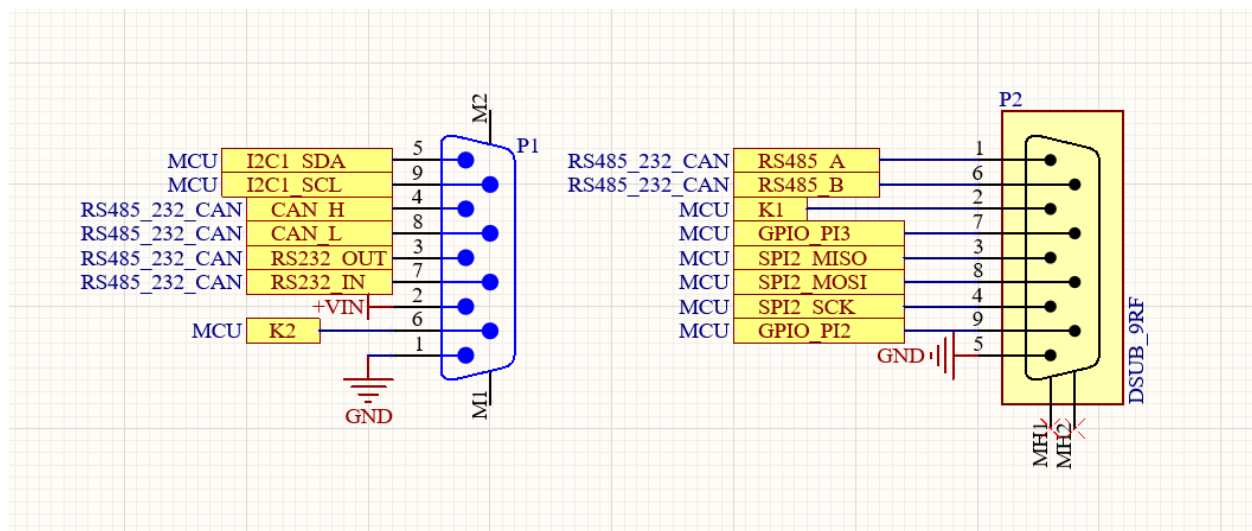 M2
P1
MCU I2C1_SDA 5
MCU I2C1_SCL 9
RS485_232_CAN CAN_H 4
RS485_232_CAN CAN_L 8
RS485_232_CAN RS232_OUT 3
RS485_232_CAN RS232_IN 7
+VIN 2
MCU K2 6
1
GND
M1
P2
RS485_232_CAN RS485_A 1
RS485_232_CAN RS485_B 6
MCU K1 2
MCU GPIO_PI3 7
MCU SPI2_MISO 3
MCU SPI2_MOSI 8
MCU SPI2_SCK 4
MCU GPIO_PI2 9
GND 5
DSUB_9RF
MH1
MH2